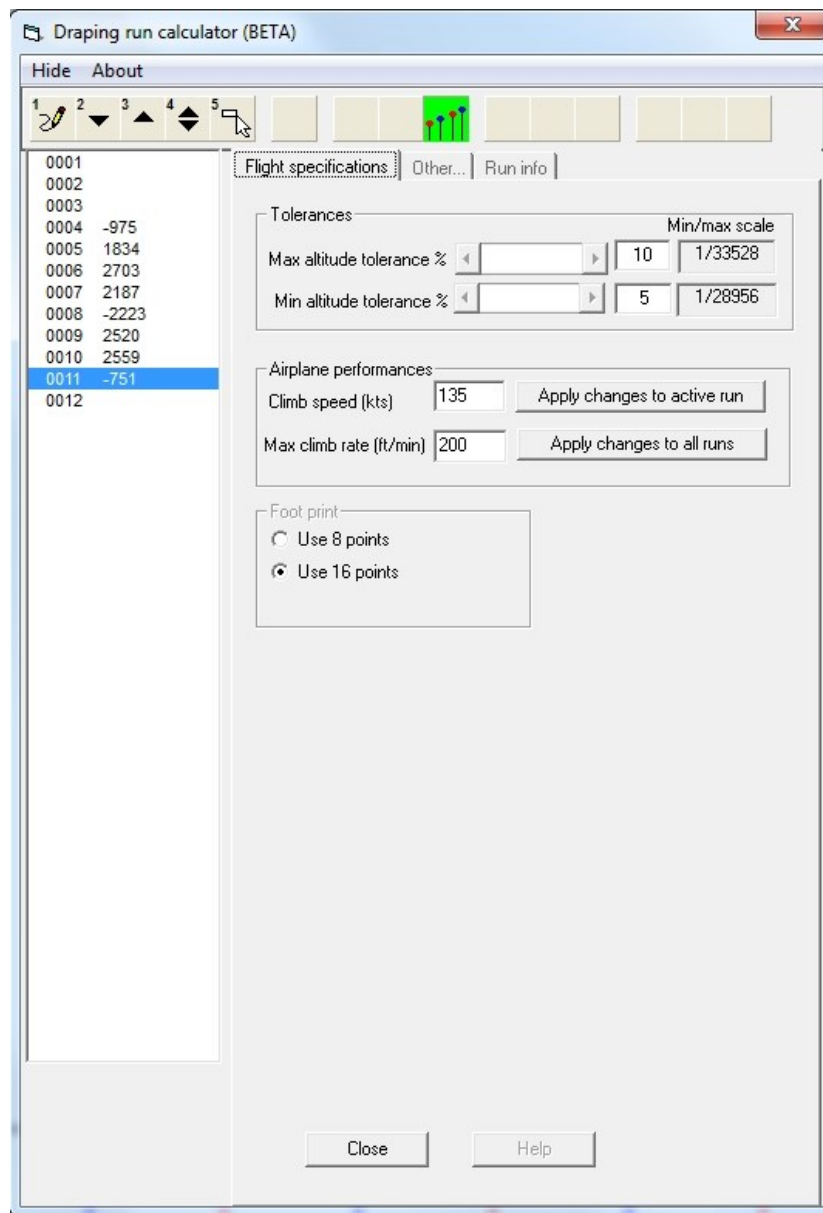 Draping run calculator (BETA)
Hide About
1 2 3 4 5
0001
0002
0003
0004 -975
0005 1834
0006 2703
0007 2187
0008 -2223
0009 2520
0010 2559
0011 -751
0012
Flight specifications Other... Run info
Tolerances
Min/max scale
Max altitude tolerance % 10 1/33528
Min altitude tolerance % 5 1/28956
Airplane performances
Climb speed (kts) 135 Apply changes to active run
Max climb rate (ft/min) 200 Apply changes to all runs
Foot print
Use 8 points
Use 16 points
Close Help